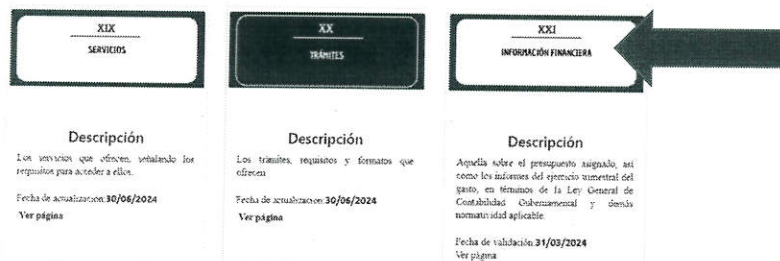 XIX
SERVICIOS
Descripción
Los servicios que ofrecen, señalando los
requisitos para acceder a ellos.
Fecha de actualización:30/06/2024
Ver página
XX
TRÁMITES
Descripción
Los trámites, requisitos y formatos que
ofrecen
Fecha de actualización:30/06/2024
Ver página
XXI
INFORMACIÓN FINANCIERA
Descripción
Aquella sobre el presupuesto asignado, así
como los informes del ejercicio trimestral del
gasto, en términos de la Ley General de
Contabilidad Gubernamental y demás
normatividad aplicable.
Fecha de validación:31/03/2024
Ver página